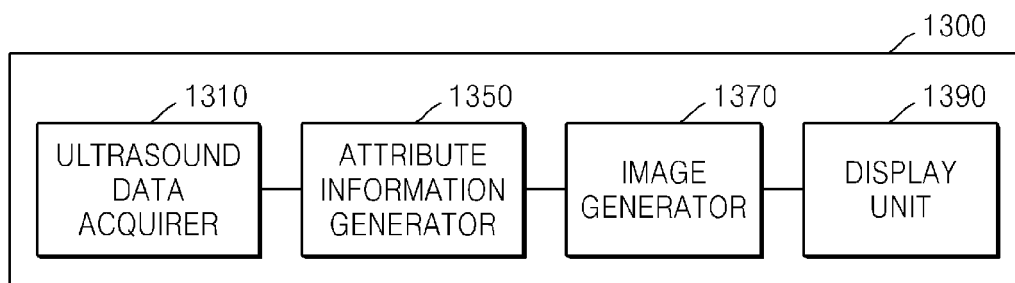 1300
1310
1350
1370
1390
ULTRASOUND
DATA
ACQUIRER
ATTRIBUTE
INFORMATION
GENERATOR
IMAGE
GENERATOR
DISPLAY
UNIT